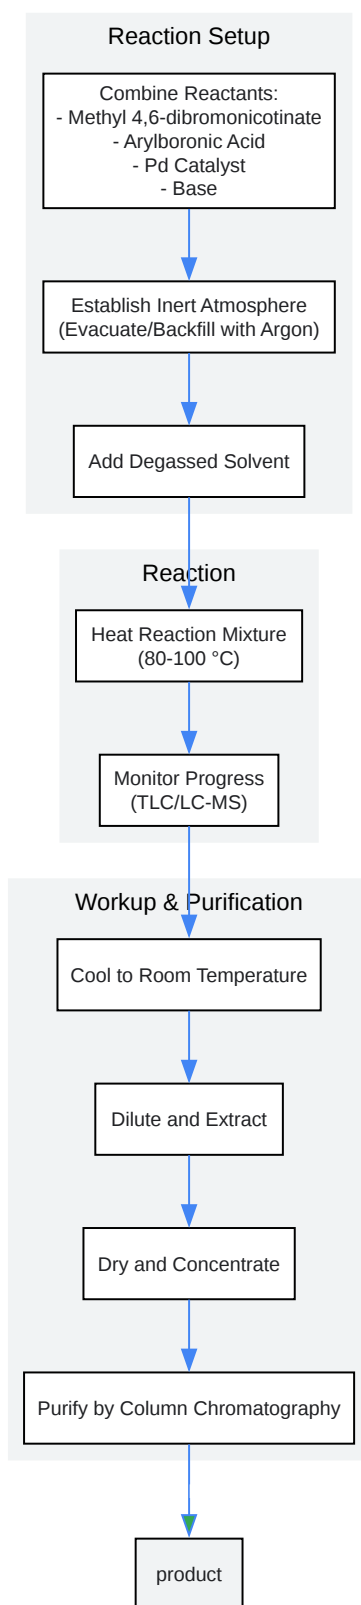 Reaction Setup
Combine Reactants:
- Methyl 4,6-dibromonicotinate
- Arylboronic Acid
- Pd Catalyst
- Base
Establish Inert Atmosphere
(Evacuate/Backfill with Argon)
Add Degassed Solvent
Reaction
Heat Reaction Mixture
(80-100 °C)
Monitor Progress
(TLC/LC-MS)
Workup & Purification
Cool to Room Temperature
Dilute and Extract
Dry and Concentrate
Purify by Column Chromatography
product